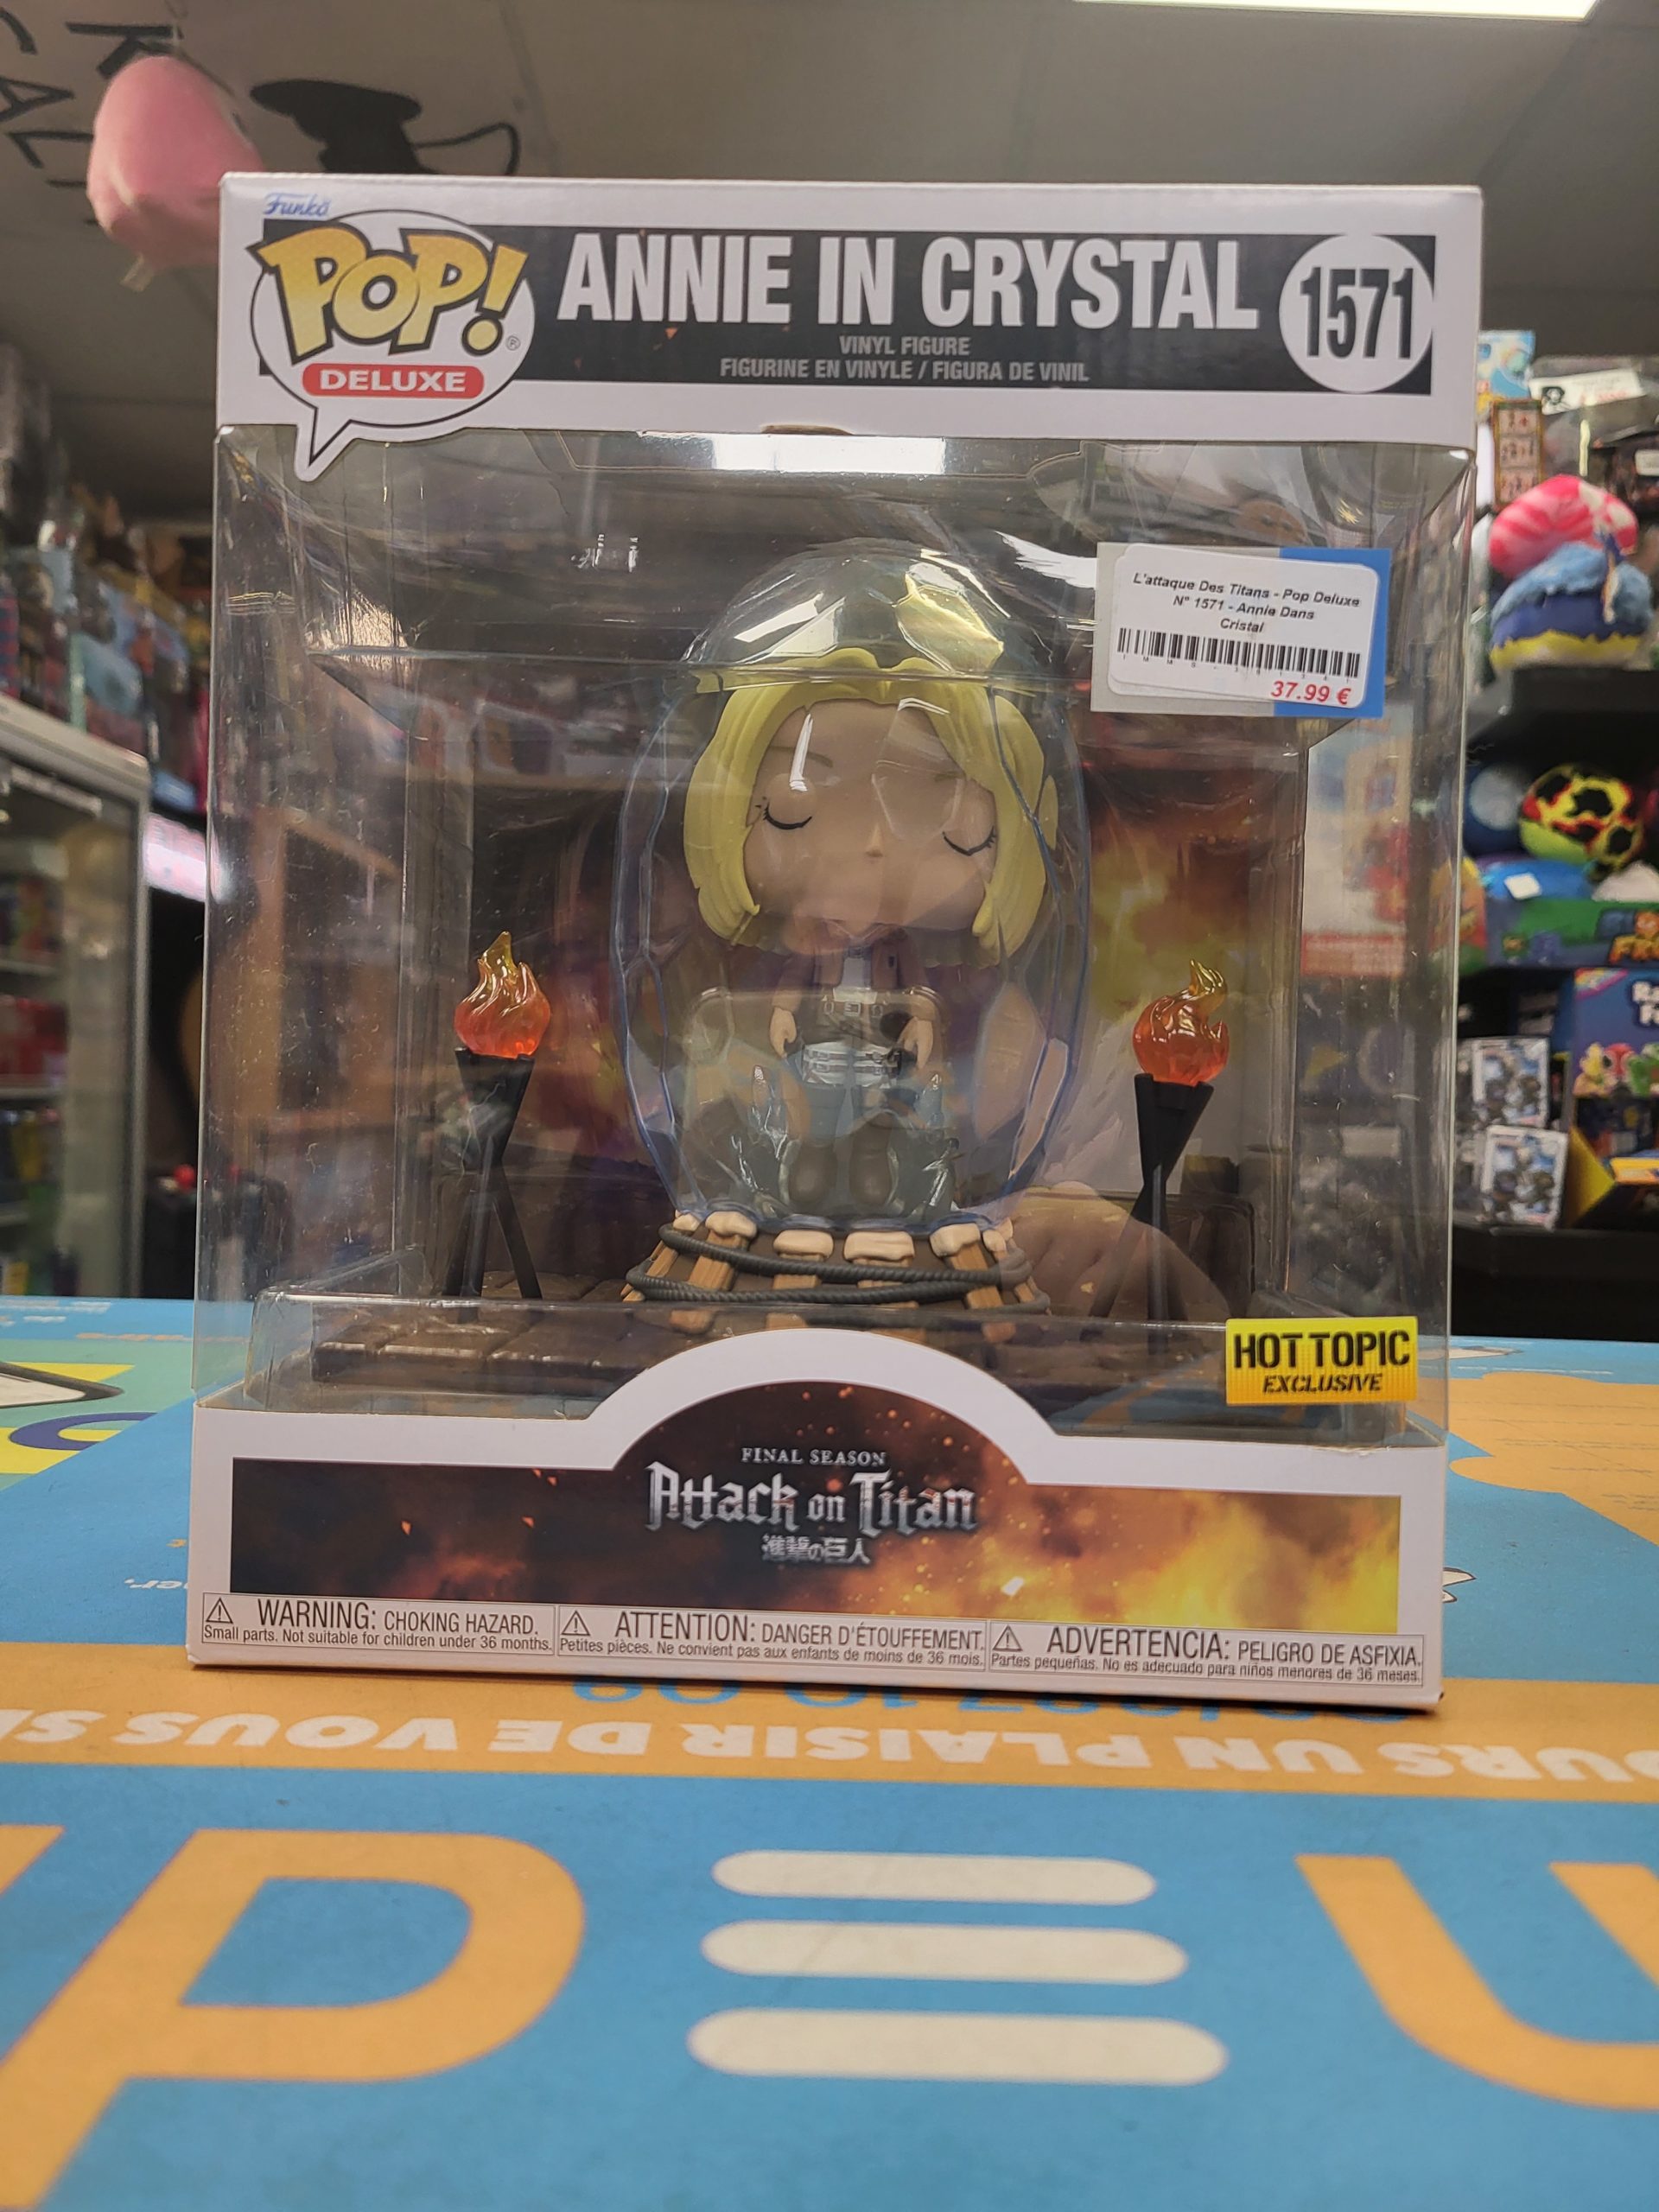 Funko
POP!
®
DELUXE
ANNIE IN CRYSTAL
VINYL FIGURE
FIGURINE EN VINYLE / FIGURA DE VINIL
1571
L'attaque Des Titans - Pop Deluxe
N° 1571 - Annie Dans
Cristal
37.99 €
HOT TOPIC
EXCLUSIVE
FINAL SEASON
Attack on Titan
進撃の巨人
WARNING: CHOKING HAZARD.
Small parts. Not suitable for children under 36 months.
ATTENTION: DANGER D'ÉTOUFFEMENT.
Petites pièces. Ne convient pas aux enfants de moins de 36 mois.
ADVERTENCIA: PELIGRO DE ASFIXIA.
Partes pequeñas. No es adecuado para niños menores de 36 meses.
UN PLAISIR DE VOUS